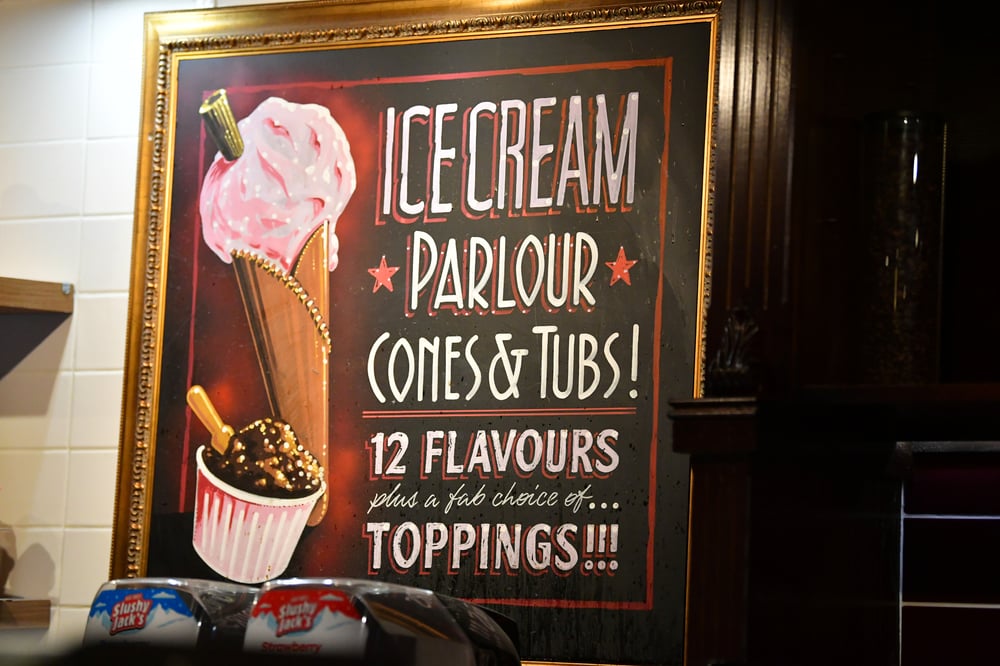 ICE CREAM
PARLOUR
CONES & TUBS!
12 FLAVOURS
plus a fab choice of...
TOPPINGS!!!
Slushy
Jack's
Slushy
Jack's
Strawberry